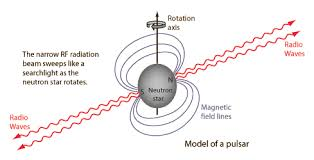 Rotation
axis
The narrow RF radiation
beam sweeps like a
searchlight as the
neutron star rotates.
Radio
Waves
N
S
Neutron
star
Radio
Waves
Magnetic
field lines
Model of a pulsar